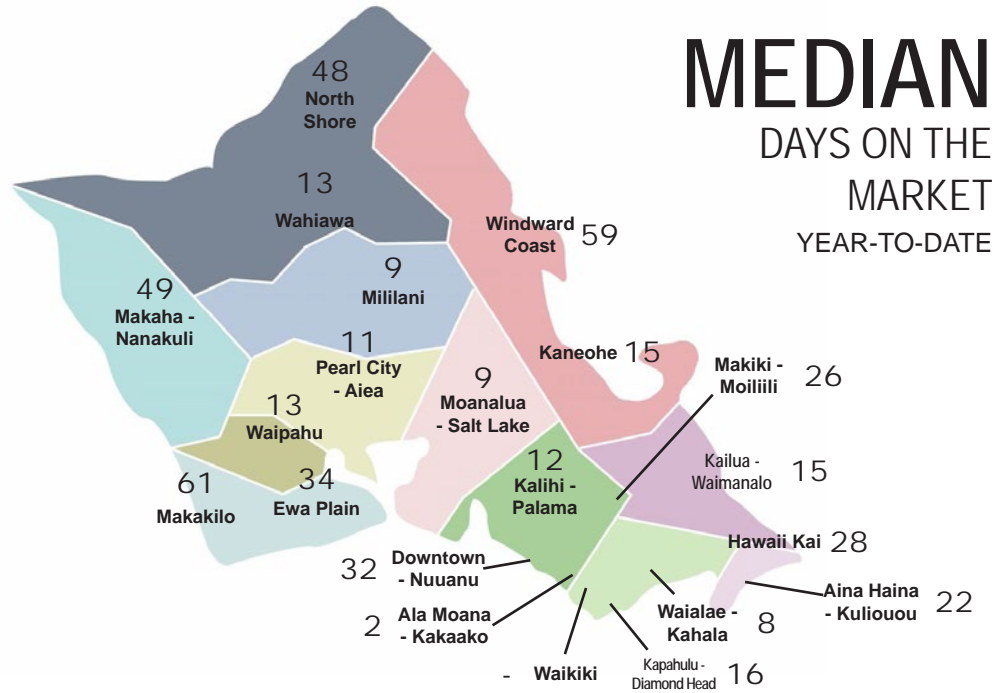 MEDIAN
DAYS ON THE
MARKET
YEAR-TO-DATE
48
North
Shore
13
Wahiawa
Windward
Coast 59
9
Mililani
49
Makaha -
Nanakuli
11
Pearl City
- Aiea
Kaneohe 15
9
Moanalua
- Salt Lake
Makiki -
Moiliili 26
13
Waipahu
12
Kalihi -
Palama
Kailua -
Waimanalo 15
61
Makakilo
34
Ewa Plain
Hawaii Kai 28
32 Downtown
- Nuuanu
Aina Haina
- Kuliouou 22
2 Ala Moana
- Kakaako
Waialae -
Kahala 8
- Waikiki
Kapahulu -
Diamond Head 16